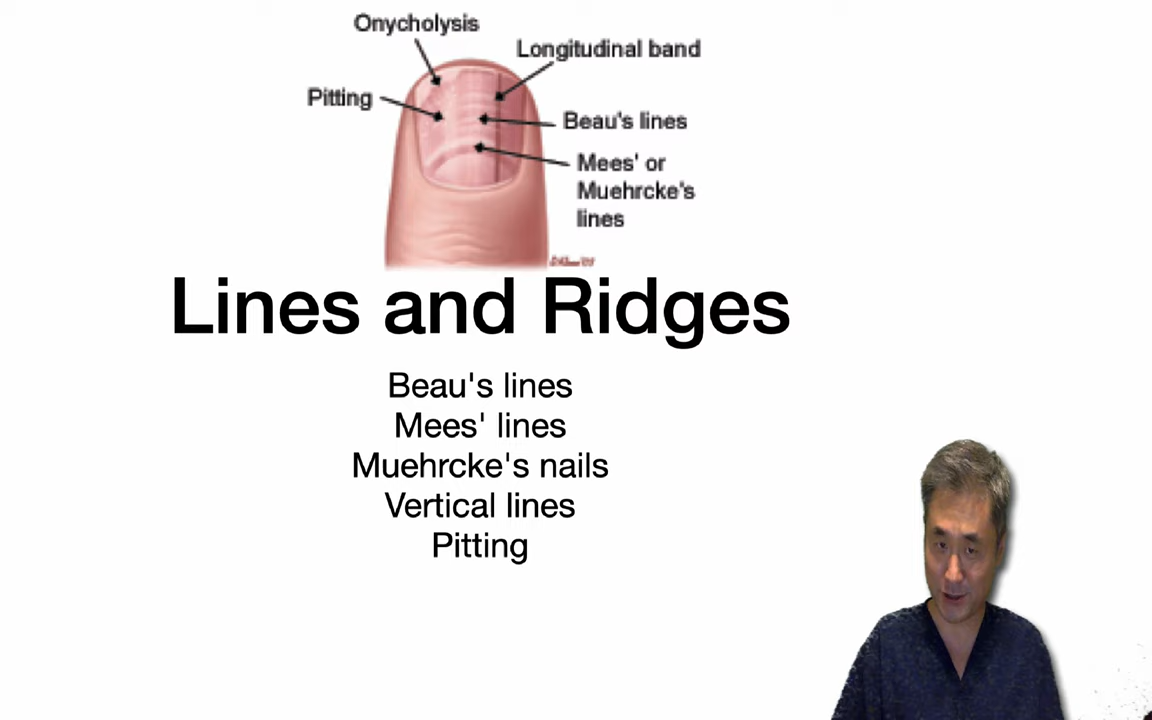 Onycholysis
Longitudinal band
Pitting
Beau's lines
Mees' or
Muehrcke's
lines
Lines and Ridges
Beau's lines
Mees' lines
Muehrcke's nails
Vertical lines
Pitting